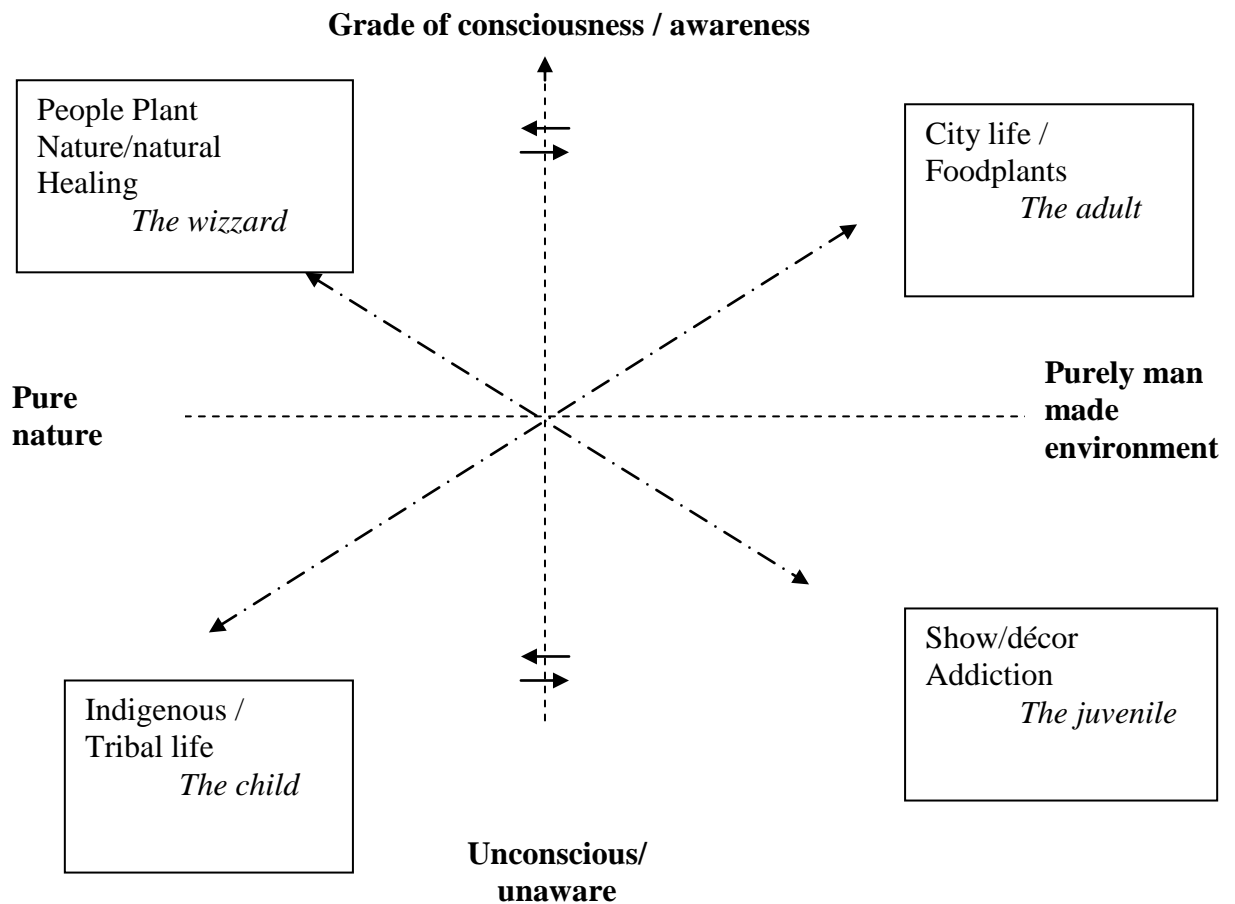 Grade of consciousness / awareness
People Plant
Nature/natural
Healing
The wizzard
City life /
Foodplants
The adult
Pure
nature
Purely man
made
environment
Indigenous /
Tribal life
The child
Show/décor
Addiction
The juvenile
Unconscious/
unaware